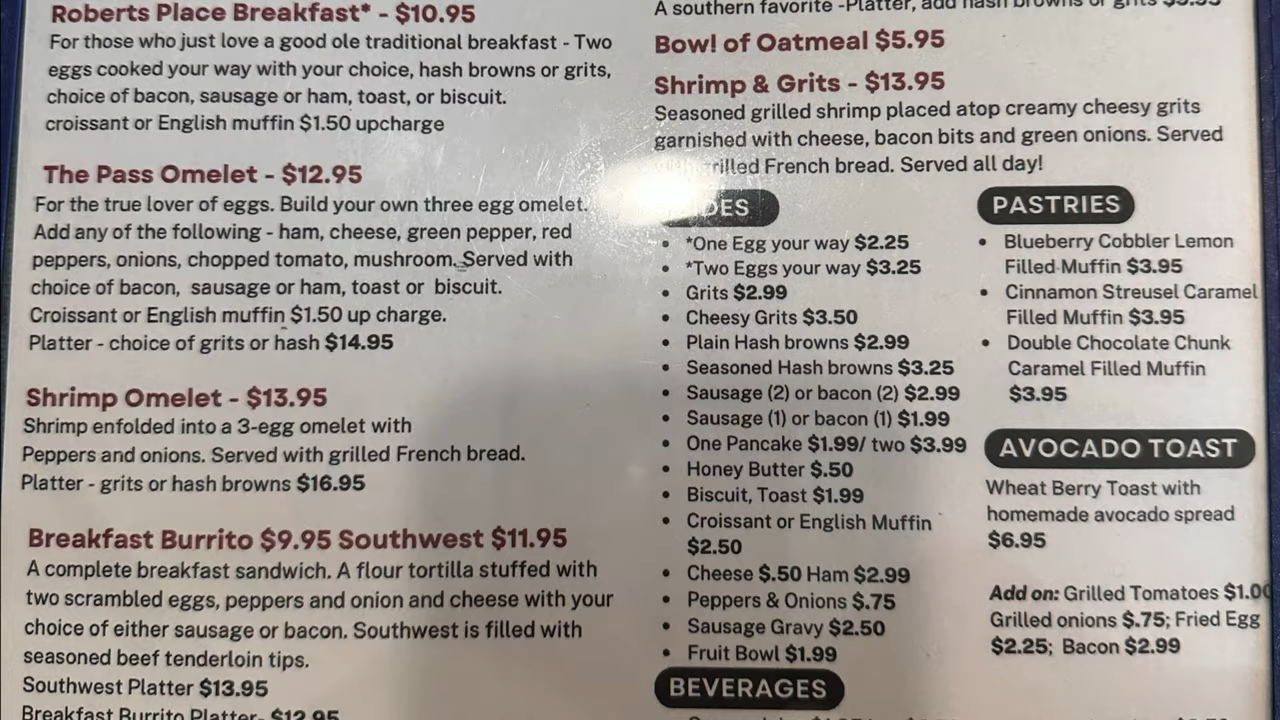 Roberts Place Breakfast* - $10.95
For those who just love a good ole traditional breakfast - Two
eggs cooked your way with your choice, hash browns or grits,
choice of bacon, sausage or ham, toast, or biscuit.
croissant or English muffin $1.50 upcharge
The Pass Omelet - $12.95
For the true lover of eggs. Build your own three egg omelet.
Add any of the following - ham, cheese, green pepper, red
peppers, onions, chopped tomato, mushroom. Served with
choice of bacon, sausage or ham, toast or biscuit.
Croissant or English muffin $1.50 up charge.
Platter - choice of grits or hash $14.95
Shrimp Omelet - $13.95
Shrimp enfolded into a 3-egg omelet with
Peppers and onions. Served with grilled French bread.
Platter - grits or hash browns $16.95
Breakfast Burrito $9.95 Southwest $11.95
A complete breakfast sandwich. A flour tortilla stuffed with
two scrambled eggs, peppers and onion and cheese with your
choice of either sausage or bacon. Southwest is filled with
seasoned beef tenderloin tips.
Southwest Platter $13.95
Breakfast Burrito Platter- $12.95
A southern favorite -Platter, add hash browns or grits
Bowl of Oatmeal $5.95
Shrimp & Grits - $13.95
Seasoned grilled shrimp placed atop creamy cheesy grits
garnished with cheese, bacon bits and green onions. Served
grilled French bread. Served all day!
*One Egg your way $2.25
*Two Eggs your way $3.25
Grits $2.99
Cheesy Grits $3.50
Plain Hash browns $2.99
Seasoned Hash browns $3.25
Sausage (2) or bacon (2) $2.99
Sausage (1) or bacon (1) $1.99
One Pancake $1.99/ two $3.99
Honey Butter $.50
Biscuit, Toast $1.99
Croissant or English Muffin
$2.50
Cheese $.50 Ham $2.99
Peppers & Onions $.75
Sausage Gravy $2.50
Fruit Bowl $1.99
BEVERAGES
PASTRIES
Blueberry Cobbler Lemon
Filled Muffin $3.95
Cinnamon Streusel Caramel
Filled Muffin $3.95
Double Chocolate Chunk
Caramel Filled Muffin
$3.95
AVOCADO TOAST
Wheat Berry Toast with
homemade avocado spread
$6.95
Add on: Grilled Tomatoes $1.00
Grilled onions $.75; Fried Egg
$2.25; Bacon $2.99